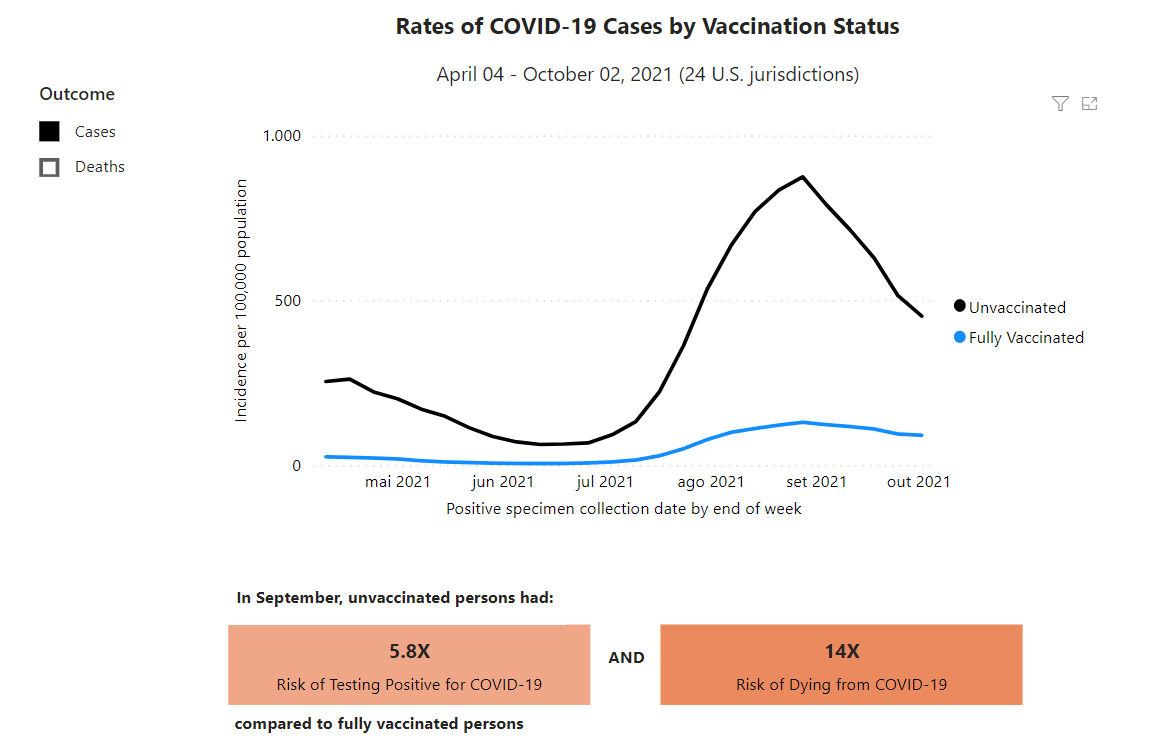 Rates of COVID-19 Cases by Vaccination Status
April 04 - October 02, 2021 (24 U.S. jurisdictions)
Outcome
Cases
Deaths
Incidence per 100,000 population
1.000
500
0
mai 2021 jun 2021 jul 2021 ago 2021 set 2021 out 2021
Positive specimen collection date by end of week
Unvaccinated
Fully Vaccinated
In September, unvaccinated persons had:
5.8X
Risk of Testing Positive for COVID-19
AND
14X
Risk of Dying from COVID-19
compared to fully vaccinated persons